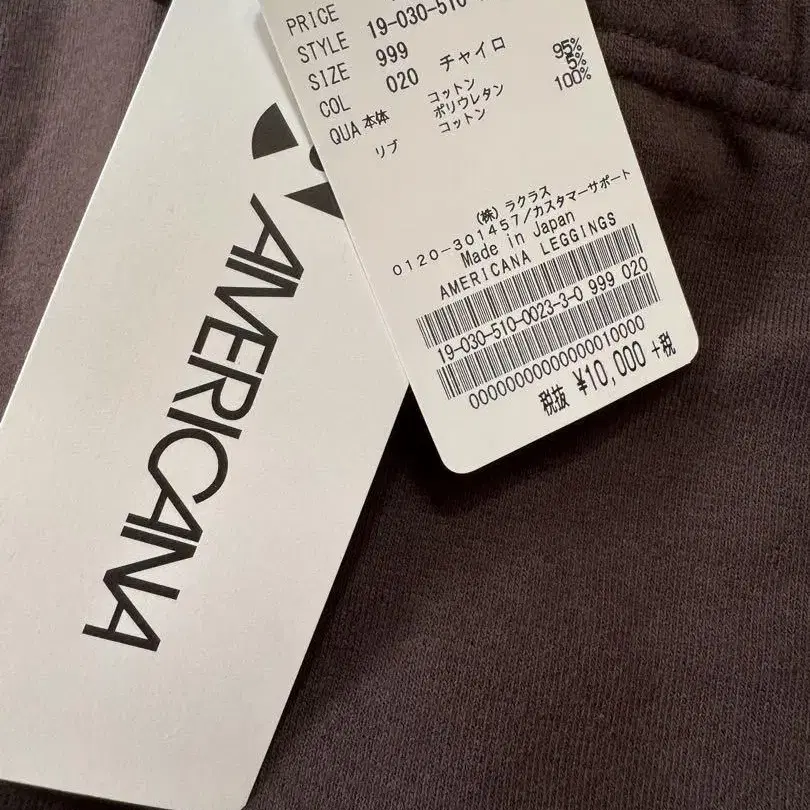 AMERICANA
PRICE
STYLE 19-030-510
SIZE 999
COL 020 チャイロ
QUA 本体 コットン 95%
ポリウレタン 5%
リブ コットン 100%
(株) ラクラス
0120-301457/カスタマーサポート
Made in Japan
AMERICANA LEGGINGS
19-030-510-0023-3-0 999 020
00000000000000010000
税抜 ¥10,000 +税